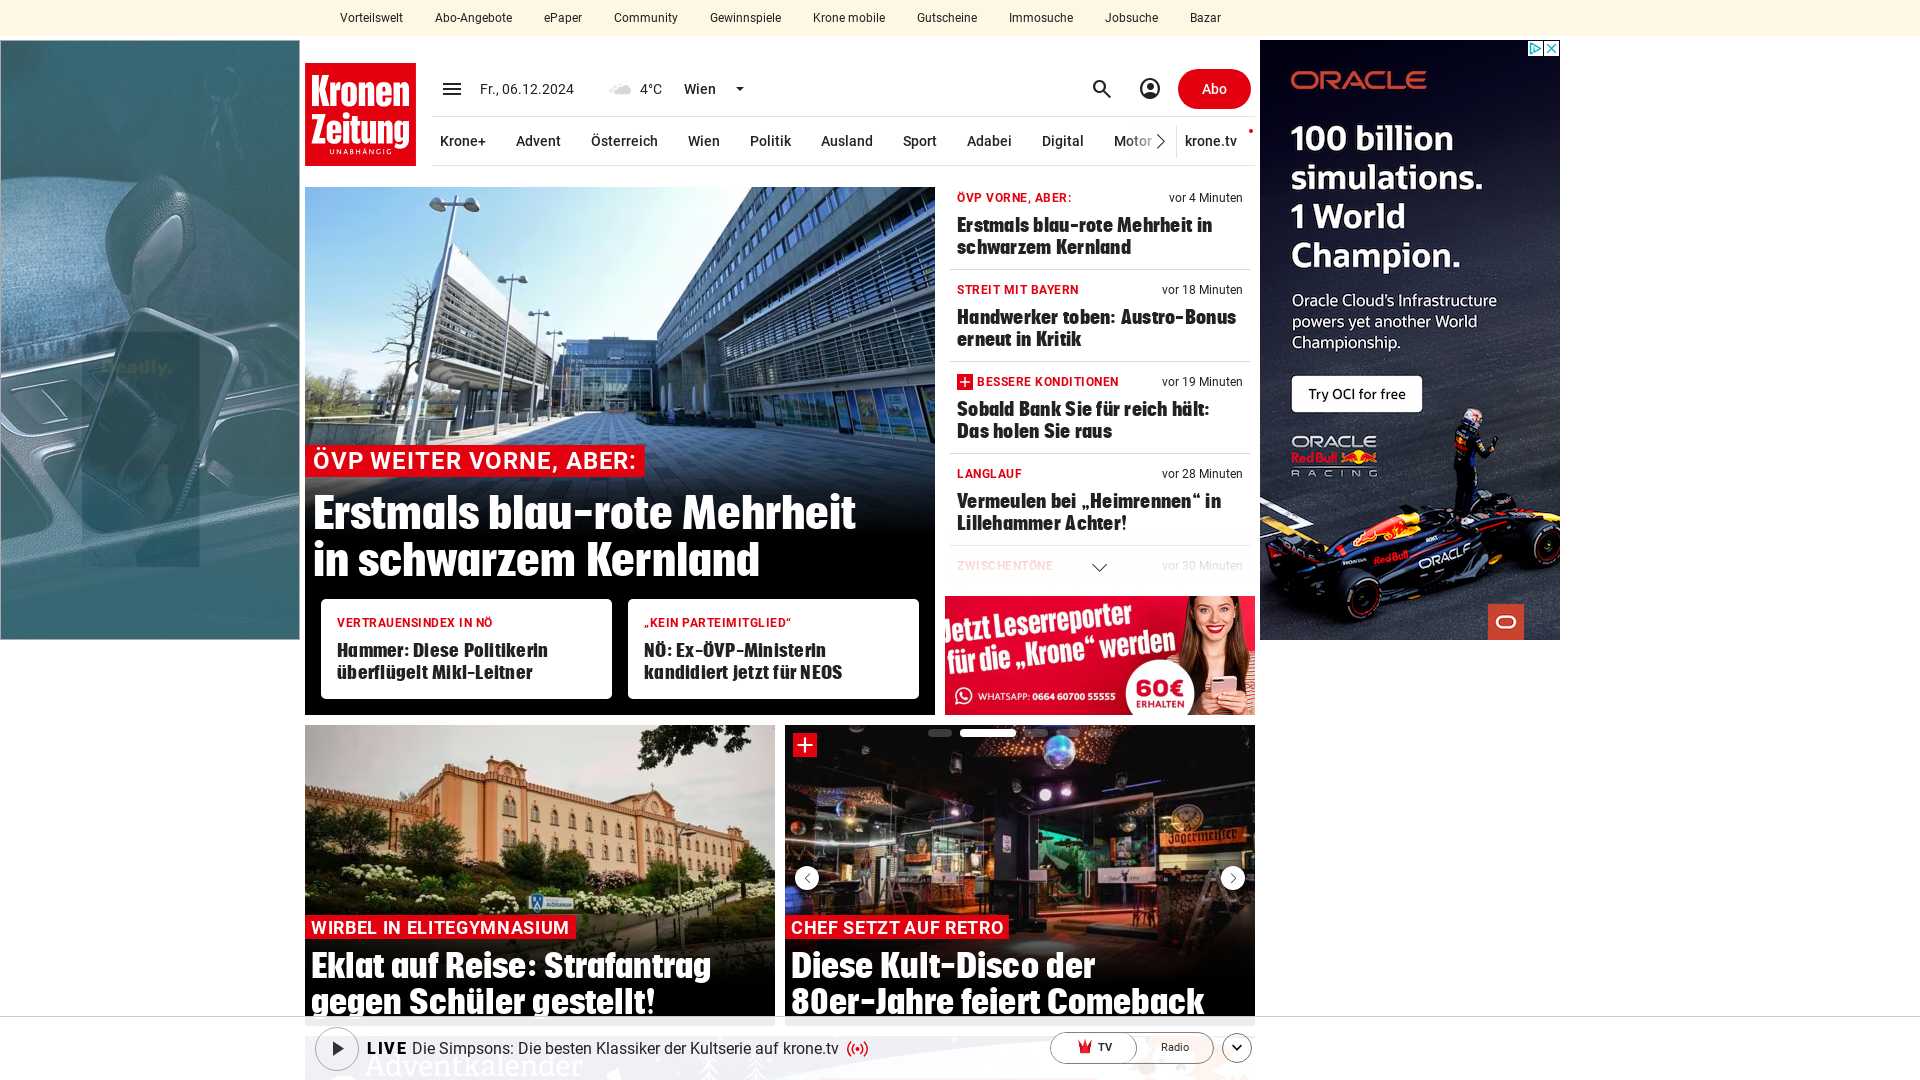 Vorteilswelt Abo-Angebote ePaper Community Gewinnspiele Krone mobile Gutscheine Immosuche Jobsuche Bazar
Kronen
Zeitung
UNABHÄNGIG
Fr., 06.12.2024 4°C Wien Abo
Krone+ Advent Österreich Wien Politik Ausland Sport Adabei Digital Motor krone.tv
Deadly.
ÖVP WEITER VORNE, ABER:
Erstmals blau-rote Mehrheit
in schwarzem Kernland
VERTRAUENSINDEX IN NÖ
Hammer: Diese Politikerin
überflügelt Mikl-Leitner
„KEIN PARTEIMITGLIED“
NÖ: Ex-ÖVP-Ministerin
kandidiert jetzt für NEOS
ÖVP VORNE, ABER: vor 4 Minuten
Erstmals blau-rote Mehrheit in
schwarzem Kernland
STREIT MIT BAYERN vor 18 Minuten
Handwerker toben: Austro-Bonus
erneut in Kritik
BESSERE KONDITIONEN vor 19 Minuten
Sobald Bank Sie für reich hält:
Das holen Sie raus
LANGLAUF vor 28 Minuten
Vermeulen bei „Heimrennen“ in
Lillehammer Achter!
ZWISCHENTÖNE vor 30 Minuten
Jetzt Leserreporter
für die „Krone“ werden
WHATSAPP: 0664 60700 55555
60€
ERHALTEN
ORACLE
100 billion
simulations.
1 World
Champion.
Oracle Cloud's Infrastructure
powers yet another World
Championship.
Try OCI for free
ORACLE
Red Bull
RACING
Red Bull
ORACLE
WIRBEL IN ELITEGYMNASIUM
Eklat auf Reise: Strafantrag
gegen Schüler gestellt!
Jägermeister
CHEF SETZT AUF RETRO
Diese Kult-Disco der
80er-Jahre feiert Comeback
LIVE Die Simpsons: Die besten Klassiker der Kultserie auf krone.tv
TV Radio
Adventkalender